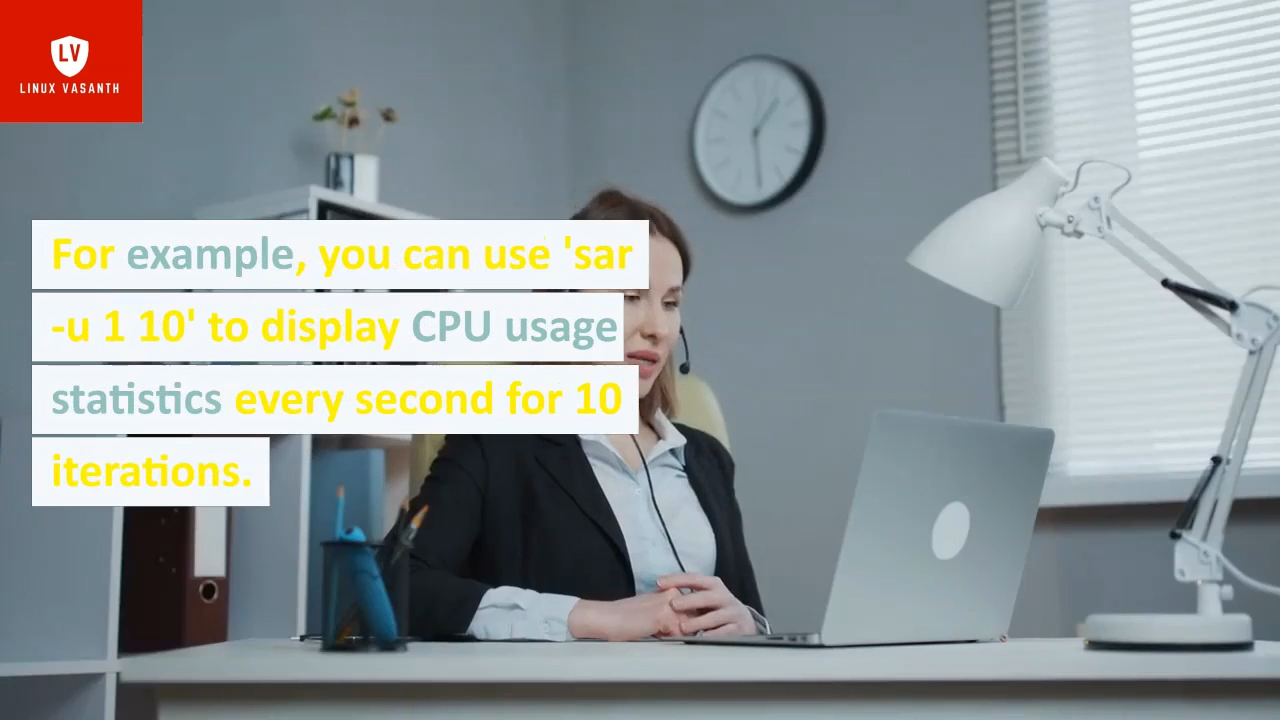 LV
LINUX VASANTH
For example, you can use 'sar
-u 1 10' to display CPU usage
statistics every second for 10
iterations.